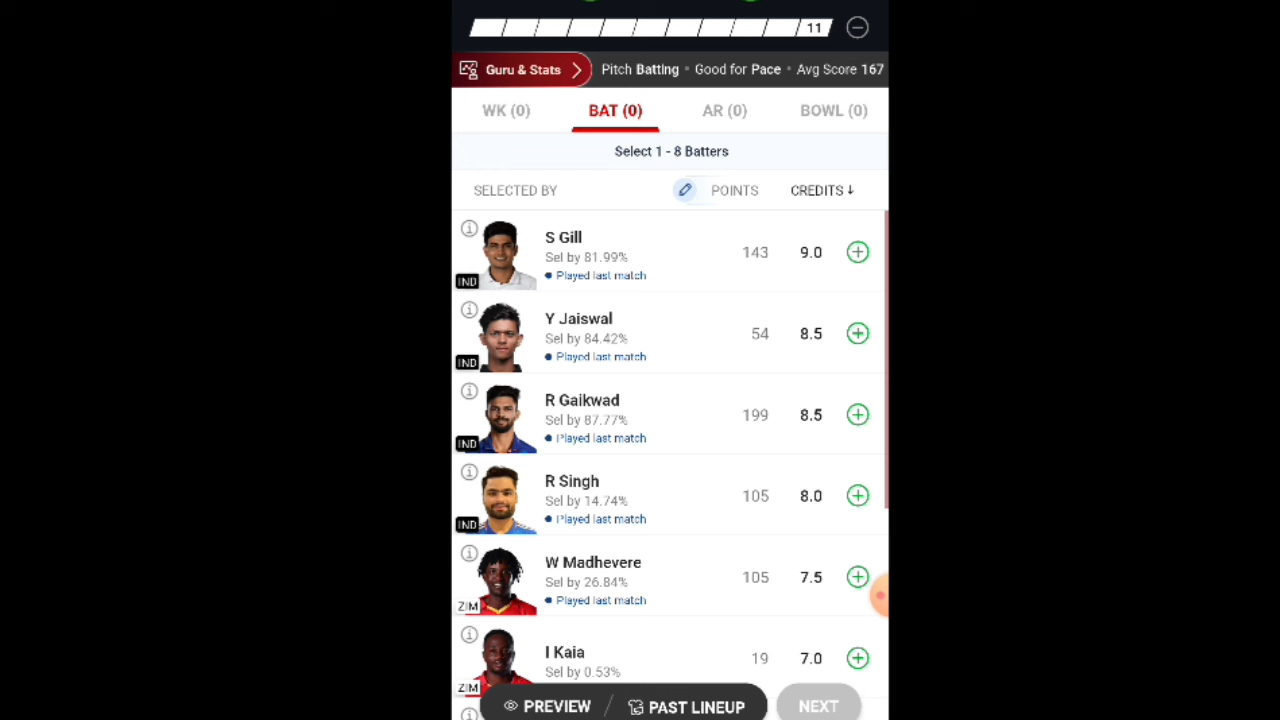 11
Guru & Stats Pitch Batting Good for Pace Avg Score 167
WK (0) BAT (0) AR (0) BOWL (0)
Select 1 - 8 Batters
SELECTED BY POINTS CREDITS↓
S Gill
Sel by 81.99% 143 9.0
Played last match
IND
Y Jaiswal
Sel by 84.42% 54 8.5
Played last match
IND
R Gaikwad
Sel by 87.77% 199 8.5
Played last match
IND
R Singh
Sel by 14.74% 105 8.0
Played last match
IND
W Madhevere
Sel by 26.84% 105 7.5
Played last match
ZIM
I Kaia
Sel by 0.53% 19 7.0
ZIM
PREVIEW / PAST LINEUP NEXT